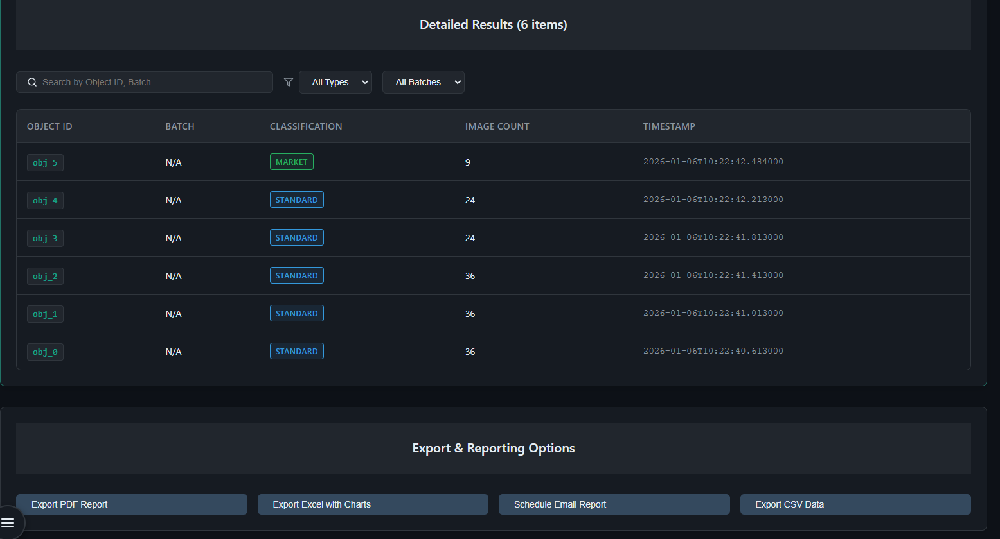 Detailed Results (6 items)
Search by Object ID, Batch...
All Types
All Batches
OBJECT ID BATCH CLASSIFICATION IMAGE COUNT TIMESTAMP
obj_5 N/A MARKET 9 2026-01-06T10:22:42.484000
obj_4 N/A STANDARD 24 2026-01-06T10:22:42.213000
obj_3 N/A STANDARD 24 2026-01-06T10:22:41.813000
obj_2 N/A STANDARD 36 2026-01-06T10:22:41.413000
obj_1 N/A STANDARD 36 2026-01-06T10:22:41.013000
obj_0 N/A STANDARD 36 2026-01-06T10:22:40.613000
Export & Reporting Options
Export PDF Report
Export Excel with Charts
Schedule Email Report
Export CSV Data